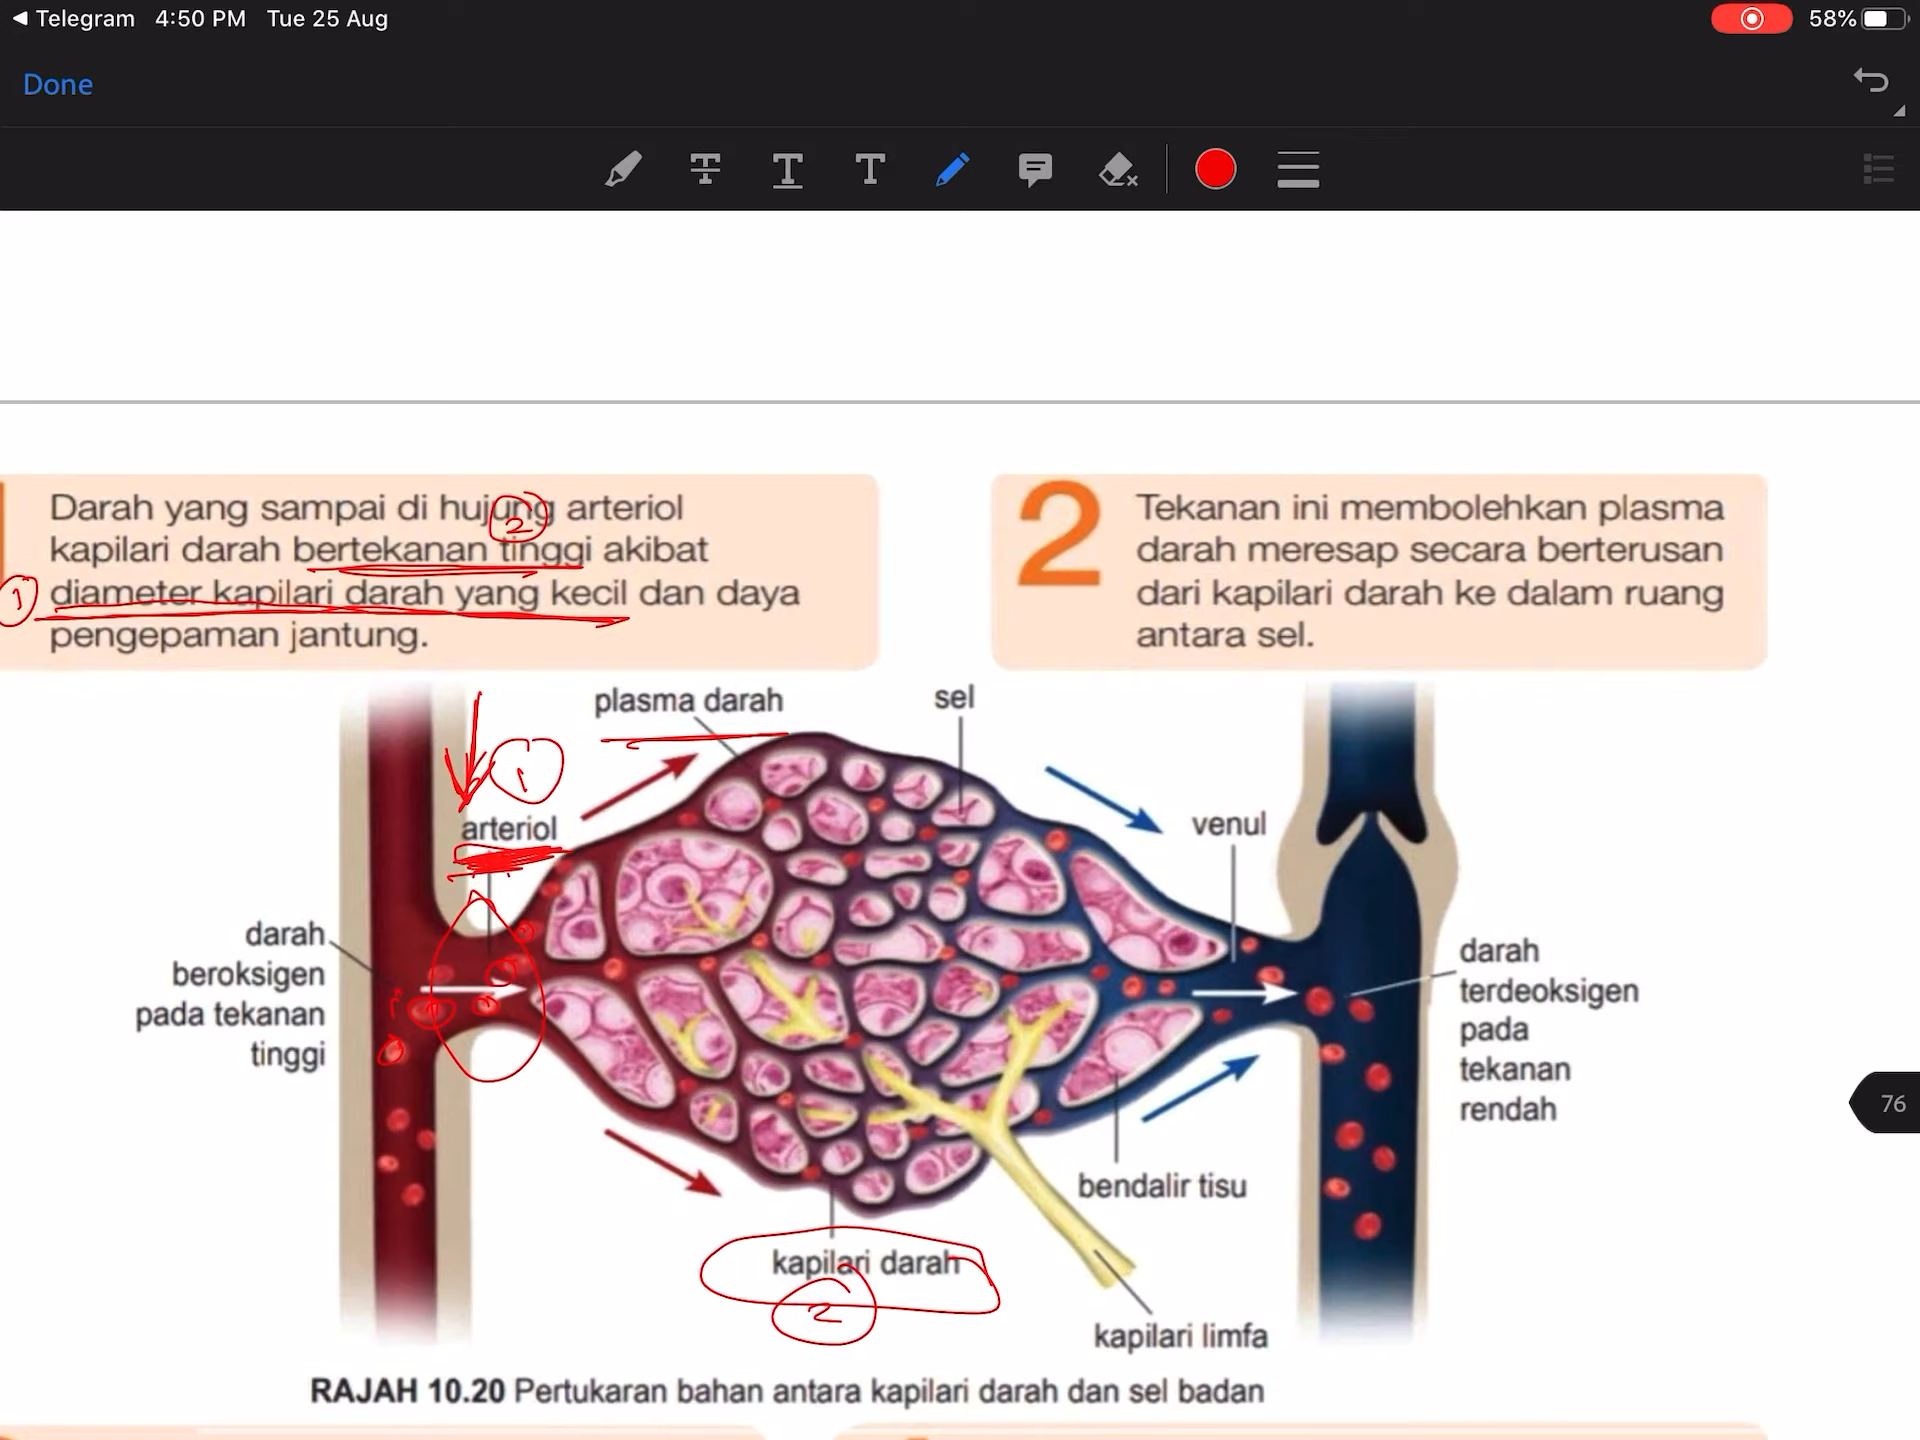 Telegram 4:50 PM Tue 25 Aug
58%
Done
Darah yang sampai di hujung arteriol
kapilari darah bertekanan tinggi akibat
diameter kapilari darah yang kecil dan daya
pengepaman jantung.
2
1
2
Tekanan ini membolehkan plasma
darah meresap secara berterusan
dari kapilari darah ke dalam ruang
antara sel.
plasma darah
sel
1
arteriol
venul
darah
beroksigen
pada tekanan
tinggi
darah
terdeoksigen
pada
tekanan
rendah
76
bendalir tisu
kapilari darah
2
kapilari limfa
RAJAH 10.20 Pertukaran bahan antara kapilari darah dan sel badan